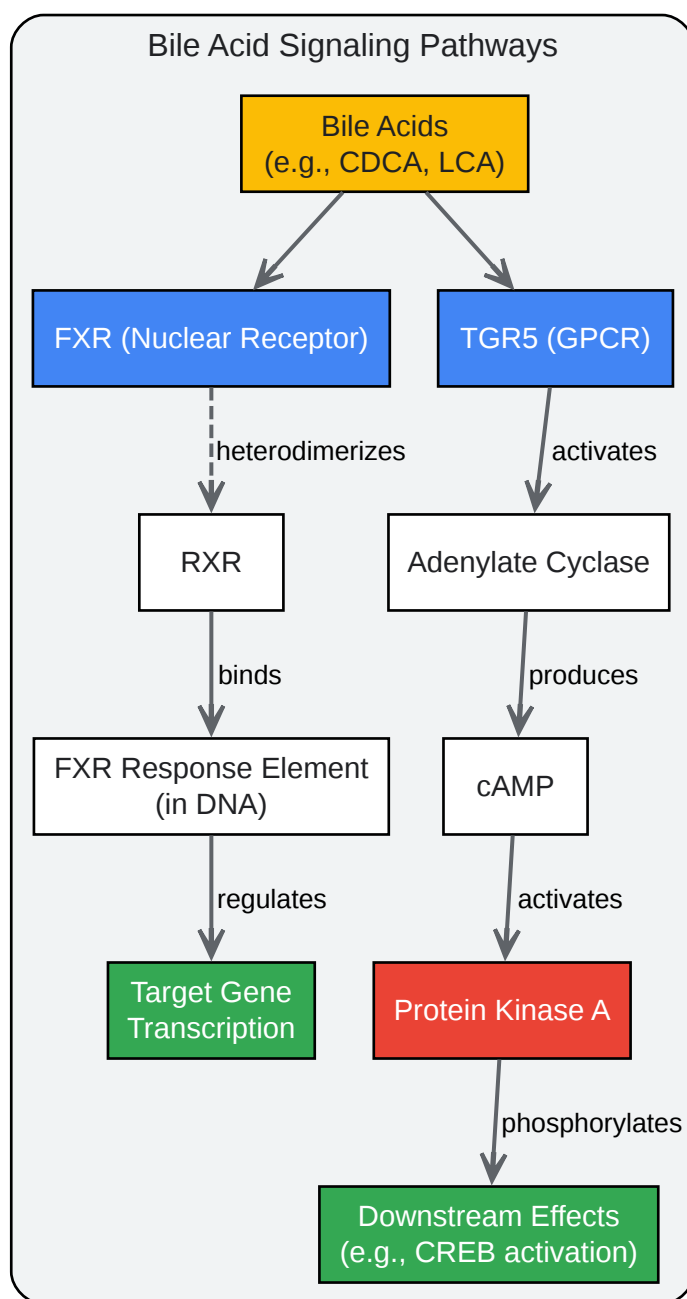 Bile Acid Signaling Pathways
Bile Acids
(e.g., CDCA, LCA)
FXR (Nuclear Receptor)
TGR5 (GPCR)
heterodimerizes
activates
RXR
Adenylate Cyclase
binds
produces
FXR Response Element
(in DNA)
cAMP
regulates
activates
Target Gene
Transcription
Protein Kinase A
phosphorylates
Downstream Effects
(e.g., CREB activation)